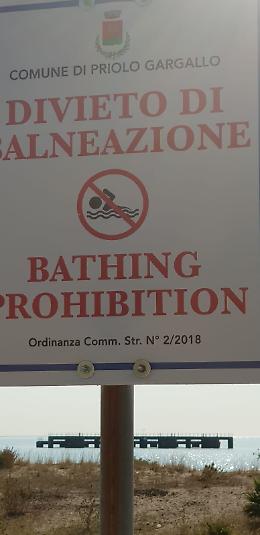 COMUNE DI PRIOLO GARGALLO
DIVIETO DI
BALNEAZIONE
BATHING
PROHIBITION
Ordinanza Comm. Str. N° 2/2018